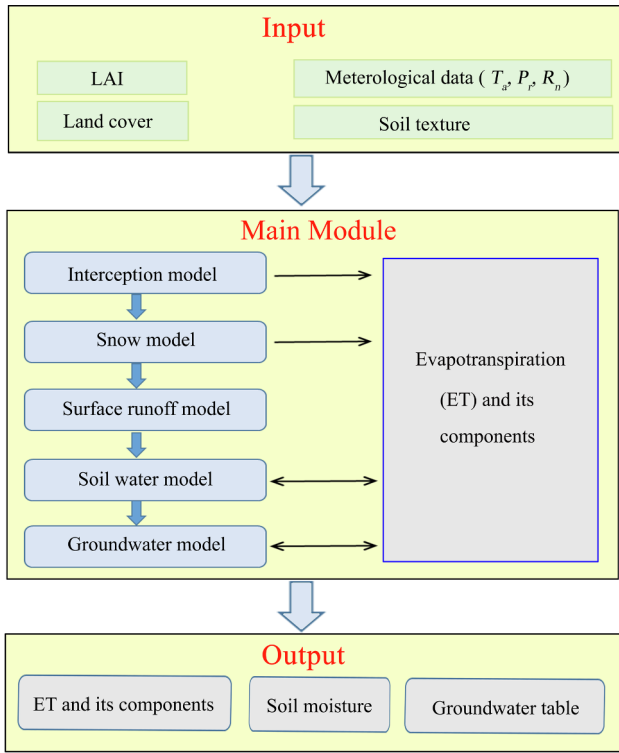 Input
LAI
Meterological data ( Ta, Pr, Rn )
Land cover
Soil texture
Main Module
Interception model
Snow model
Surface runoff model
Soil water model
Groundwater model
Evapotranspiration
(ET) and its
components
Output
ET and its components
Soil moisture
Groundwater table